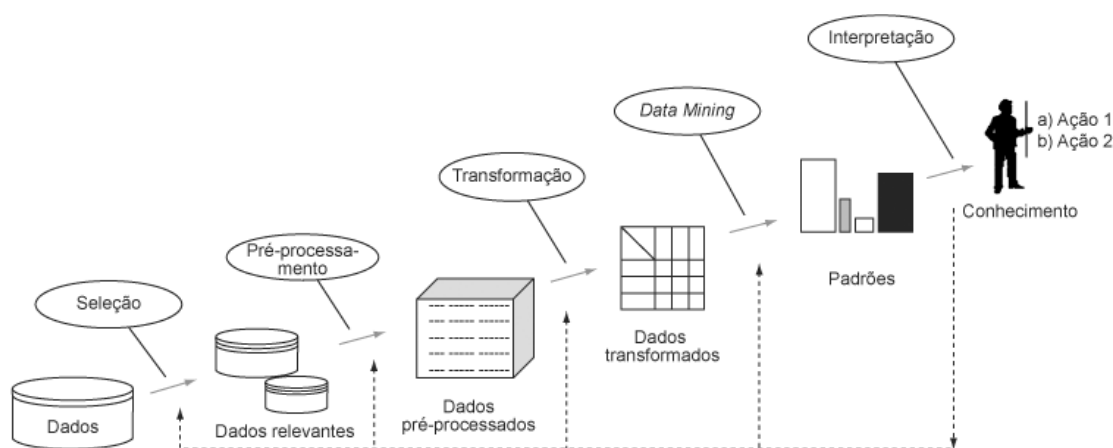 Interpretação
a) Ação 1
b) Ação 2
Conhecimento
Data Mining
Padrões
Transformação
Dados
transformados
Pré-processa-
mento
Dados
pré-processados
Seleção
Dados relevantes
Dados